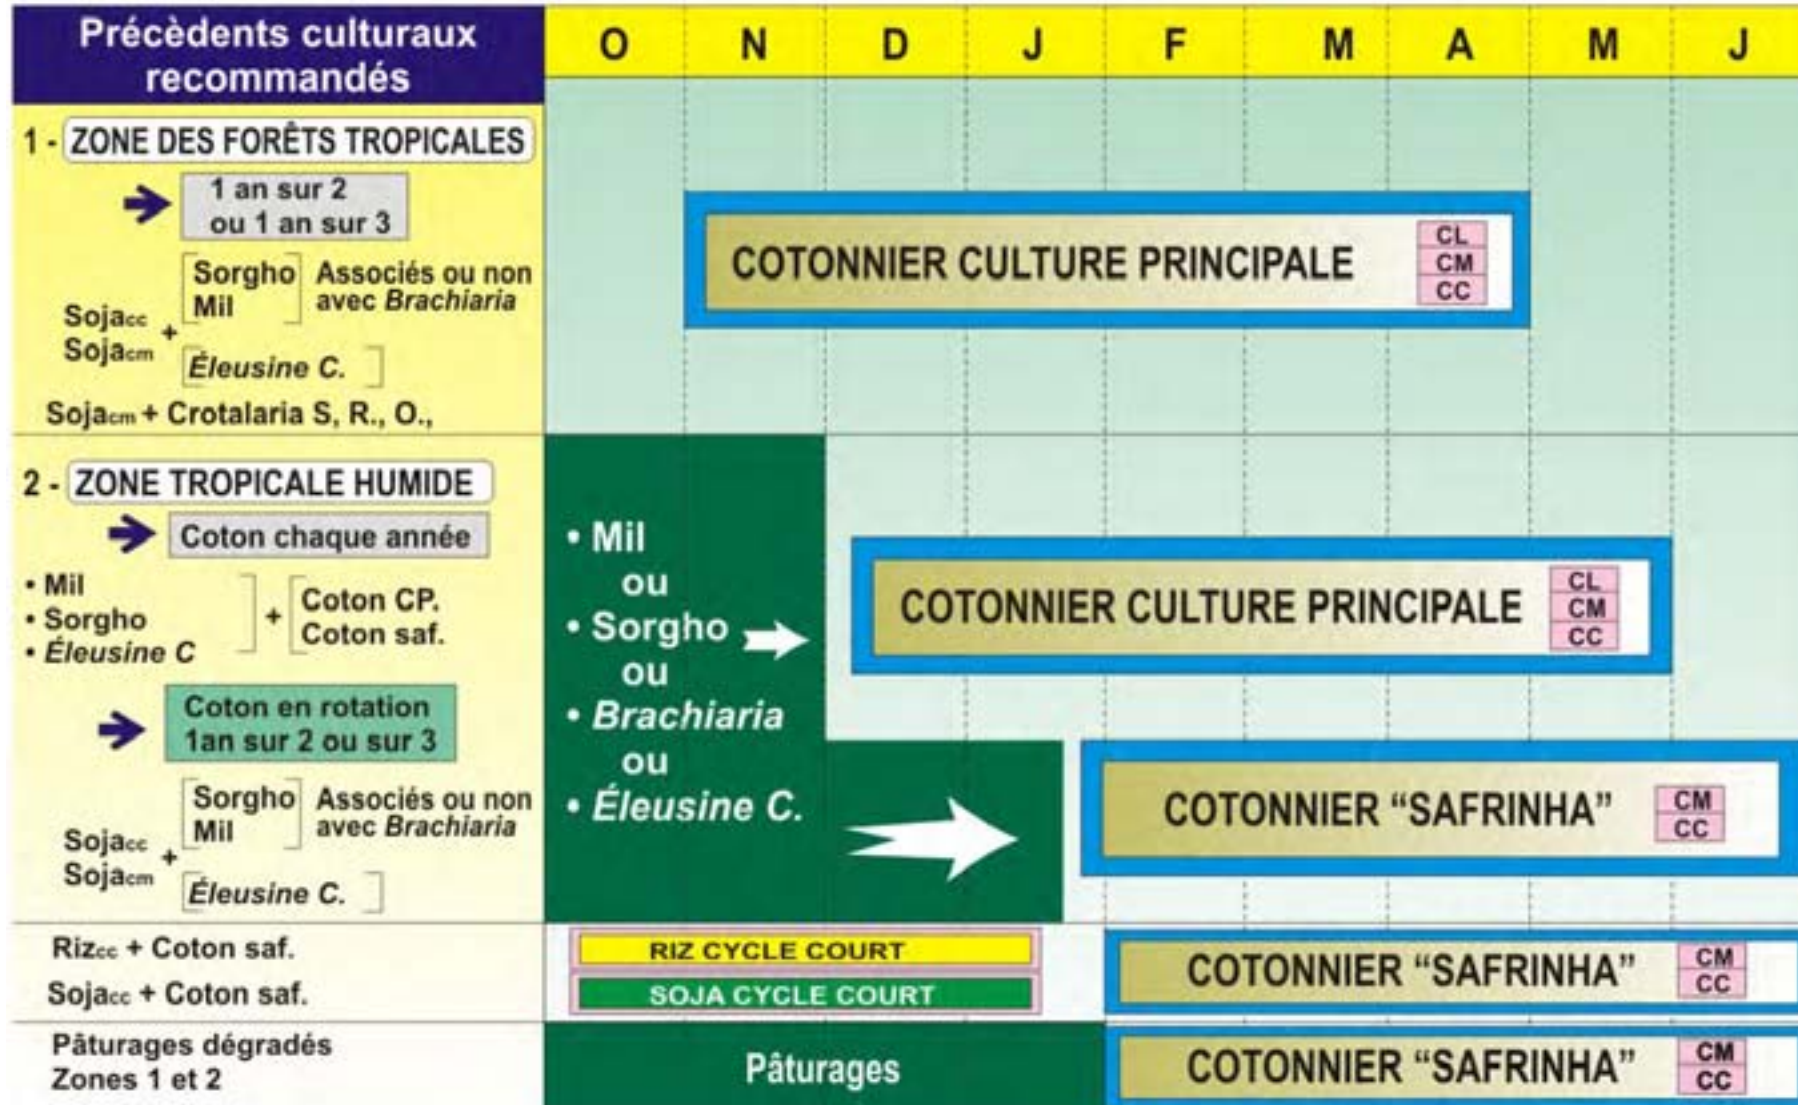 Précèdents culturaux
recommandés
O N D J F M A M J
1 - ZONE DES FORÊTS TROPICALES
1 an sur 2
ou 1 an sur 3
Sorgho
Mil
Associés ou non
avec Brachiaria
Sojacc
Sojacm
+
Éleusine C.
Sojacm + Crotalaria S, R., O.,
COTONNIER CULTURE PRINCIPALE
CL
CM
CC
2 - ZONE TROPICALE HUMIDE
Coton chaque année
• Mil
• Sorgho
• Éleusine C
+
Coton CP.
Coton saf.
Coton en rotation
1an sur 2 ou sur 3
Sorgho
Mil
Associés ou non
avec Brachiaria
Sojacc
Sojacm
+
Éleusine C.
• Mil
ou
• Sorgho
ou
• Brachiaria
ou
• Éleusine C.
COTONNIER CULTURE PRINCIPALE
CL
CM
CC
COTONNIER “SAFRINHA”
CM
CC
Rizcc + Coton saf.
Sojacc + Coton saf.
RIZ CYCLE COURT
SOJA CYCLE COURT
COTONNIER “SAFRINHA”
CM
CC
Pâturages dégradés
Zones 1 et 2
Pâturages
COTONNIER “SAFRINHA”
CM
CC